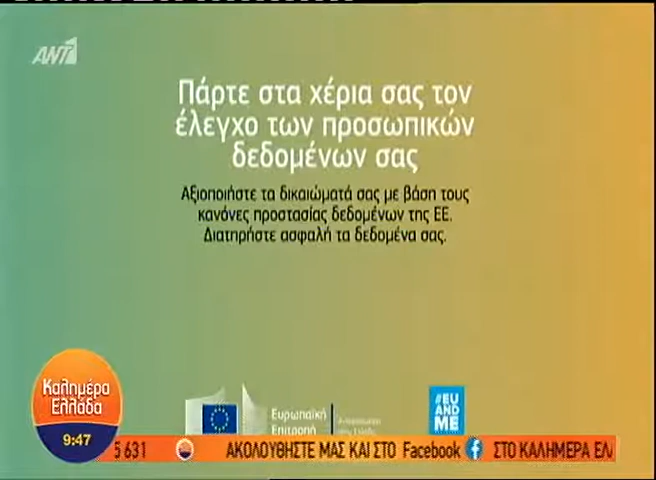 ΑΝΤ1
Πάρτε στα χέρια σας τον
έλεγχο των προσωπικών
δεδομένων σας
Αξιοποιήστε τα δικαιώματά σας με βάση τους
κανόνες προστασίας δεδομένων της ΕΕ.
Διατηρήστε ασφαλή τα δεδομένα σας.
Καλημέρα
Ελλάδα
9:47
Ευρωπαϊκή
Επιτροπή
#EU
AND
ME
5 631 ΑΚΟΛΟΥΘΗΣΤΕ ΜΑΣ ΚΑΙ ΣΤΟ Facebook ΣΤΟ ΚΑΛΗΜΕΡΑ ΕΛ